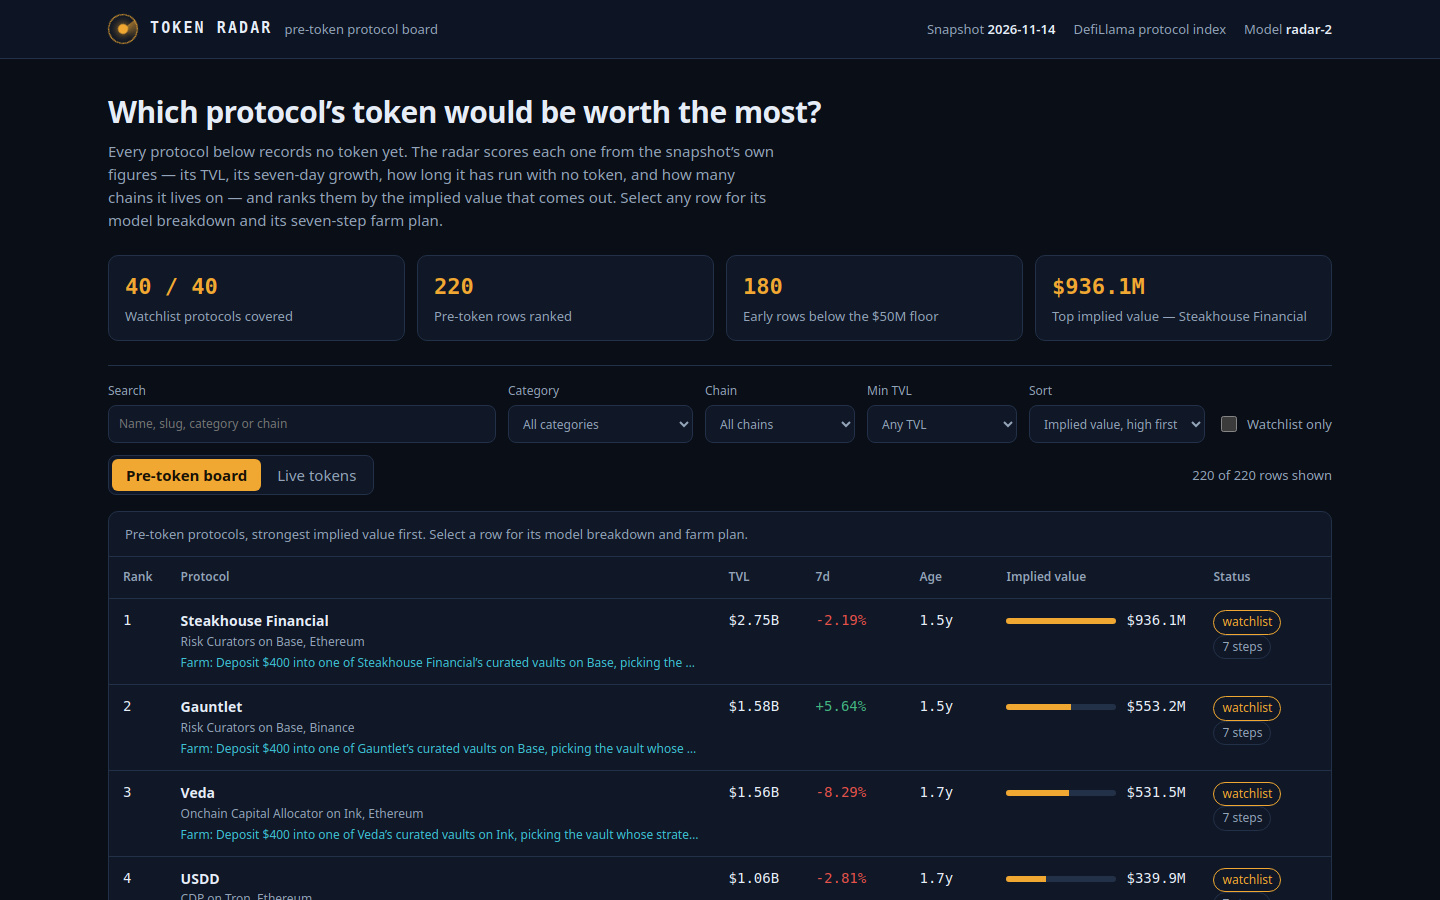 TOKEN RADAR pre-token protocol board Snapshot 2026-11-14 DefiLlama protocol index Model radar-2
Which protocol’s token would be worth the most?
Every protocol below records no token yet. The radar scores each one from the snapshot’s own
figures — its TVL, its seven-day growth, how long it has run with no token, and how many
chains it lives on — and ranks them by the implied value that comes out. Select any row for its
model breakdown and its seven-step farm plan.
40 / 40
Watchlist protocols covered
220
Pre-token rows ranked
180
Early rows below the $50M floor
$936.1M
Top implied value — Steakhouse Financial
Search Category Chain Min TVL Sort
Name, slug, category or chain All categories All chains Any TVL Implied value, high first Watchlist only
Pre-token board Live tokens 220 of 220 rows shown
Pre-token protocols, strongest implied value first. Select a row for its model breakdown and farm plan.
Rank Protocol TVL 7d Age Implied value Status
1 Steakhouse Financial $2.75B -2.19% 1.5y $936.1M watchlist
Risk Curators on Base, Ethereum
7 steps
Farm: Deposit $400 into one of Steakhouse Financial’s curated vaults on Base, picking the ...
2 Gauntlet $1.58B +5.64% 1.5y $553.2M watchlist
Risk Curators on Base, Binance
7 steps
Farm: Deposit $400 into one of Gauntlet’s curated vaults on Base, picking the vault whose ...
3 Veda $1.56B -8.29% 1.7y $531.5M watchlist
Onchain Capital Allocator on Ink, Ethereum
7 steps
Farm: Deposit $400 into one of Veda’s curated vaults on Ink, picking the vault whose strate...
4 USDD $1.06B -2.81% 1.7y $339.9M watchlist
CDP on Tron, Ethereum